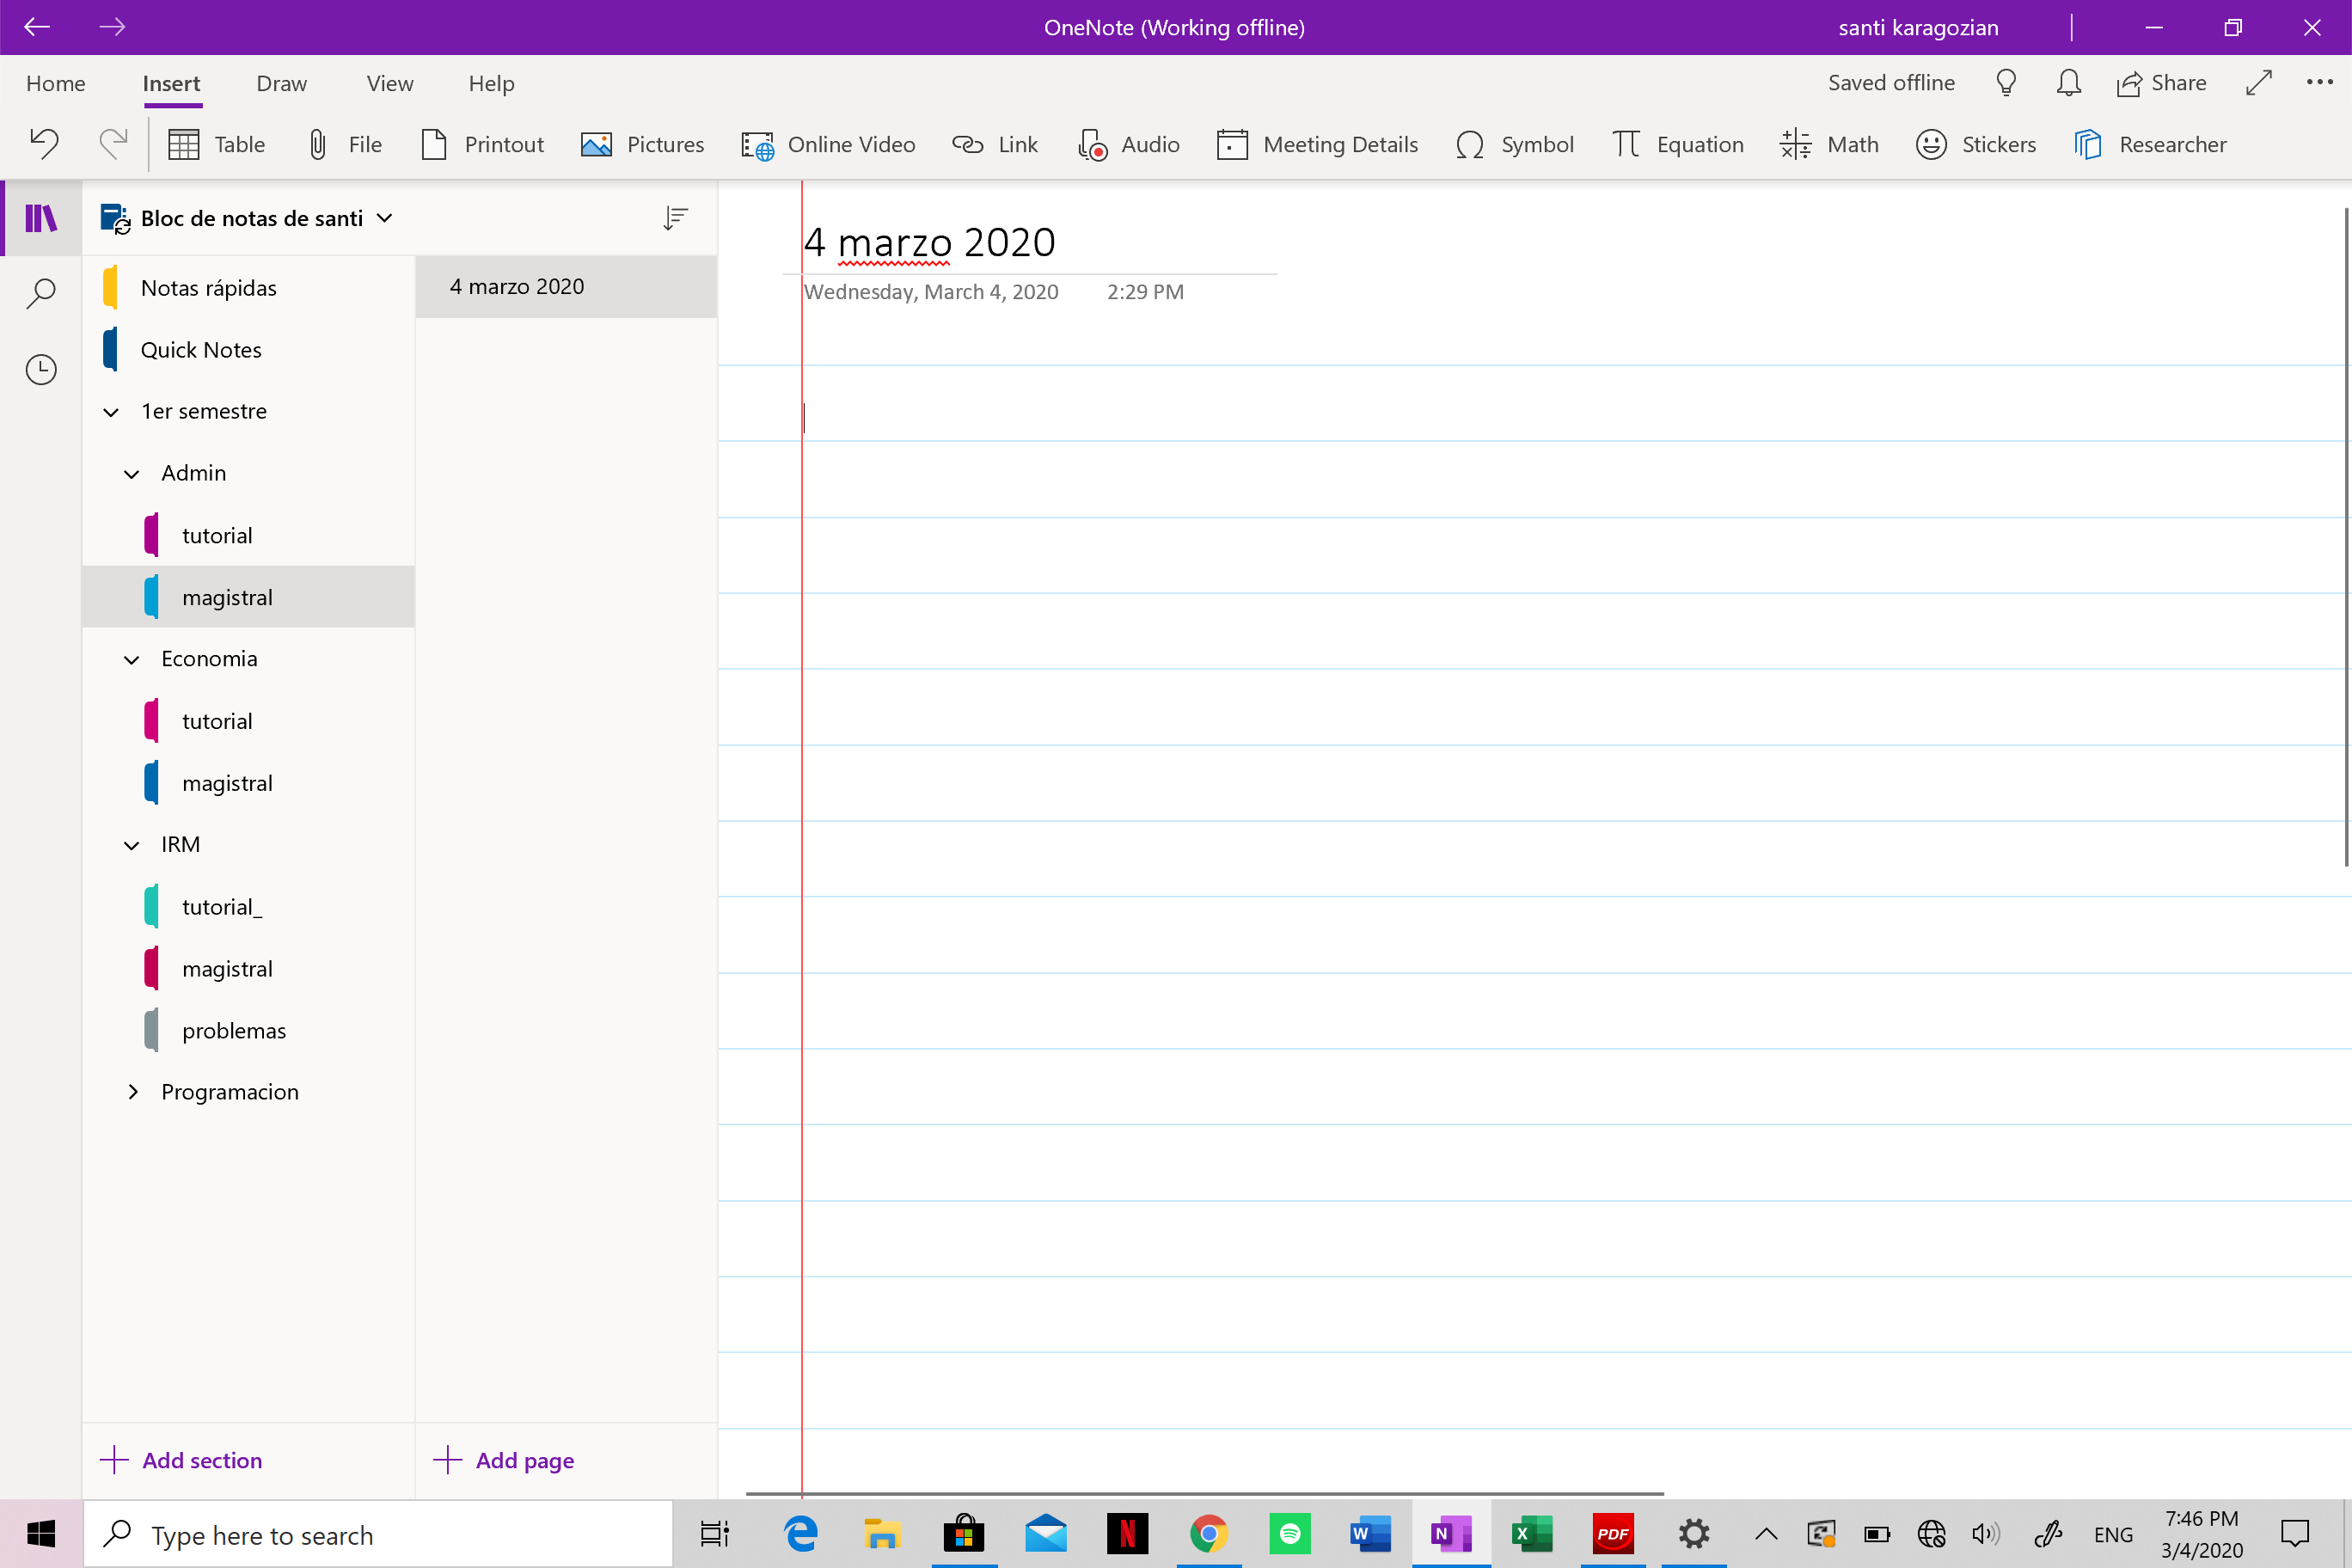 OneNote (Working offline)
santi karagozian
Home Insert Draw View Help
Saved offline Share
Table File Printout Pictures Online Video Link Audio Meeting Details Symbol Equation Math Stickers Researcher
Bloc de notas de santi
Notas rápidas
Quick Notes
1er semestre
Admin
tutorial
magistral
Economia
tutorial
magistral
IRM
tutorial_
magistral
problemas
Programacion
Add section
4 marzo 2020
Add page
4 marzo 2020
Wednesday, March 4, 2020 2:29 PM
Type here to search
W
N
X
PDF
ENG
7:46 PM
3/4/2020